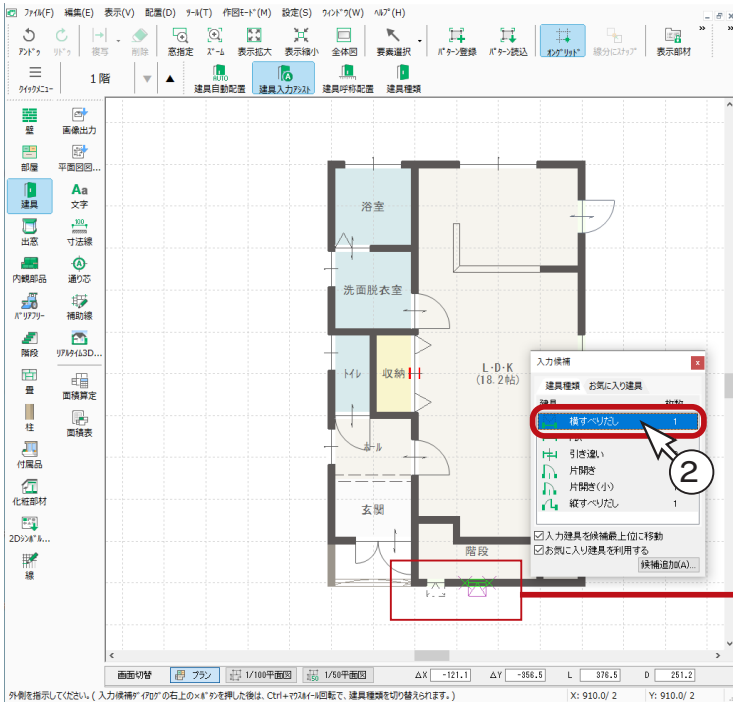 ﾌｧｲﾙ(F) 編集(E) 表示(V) 配置(D) ﾂｰﾙ(T) 作図ﾓｰﾄﾞ(M) 設定(S) ｳｨﾝﾄﾞｳ(W) ﾍﾙﾌﾟ(H)
ｱﾝﾄﾞｩ ﾘﾄﾞｩ 複写 削除 窓指定 ｽﾞｰﾑ 表示拡大 表示縮小 全体図 要素選択 ﾊﾟﾀｰﾝ登録 ﾊﾟﾀｰﾝ読込 ｵﾝｸﾞﾘｯﾄﾞ 線分にｽﾅｯﾌﾟ 表示部材
ｸｲｯｸﾒﾆｭｰ 1 階 ▼ ▲ 建具自動配置 建具入力ｱｼｽﾄ 建具呼称配置 建具種類
AUTO
壁 画像出力
部屋 平面図図...
建具 文字
Aa
出窓 寸法線
100
内観部品 通り芯
ﾊﾞﾘｱﾌﾘｰ 補助線
階段 ﾘｱﾙﾀｲﾑ3D...
畳 面積算定
柱 面積表
付属品
化粧部材
2Dｼﾝﾎﾞﾙ...
線
浴室
洗面脱衣室
ﾄｲﾚ 収納
L・D・K
(18.2帖)
ﾎｰﾙ
玄関
階段
入力候補 x
建具種類 お気に入り建具
建具 枚数
横すべりだし 1
引き違い
片開き
片開き(小)
縦すべりだし 1
2
入力建具を候補最上位に移動
お気に入り建具を利用する
候補追加(A)...
画面切替 プラン 1/100平面図 1/50平面図 ΔX -121.1 ΔY -356.5 L 376.5 D 251.2
外側を指示してください。( 入力候補ﾀﾞｲｱﾛｸﾞの右上の×ﾎﾞﾀﾝを押した後は、Ctrl+ﾏｳｽﾎｲｰﾙ回転で、建具種類を切り替えられます。) X: 910.0/ 2 Y: 910.0/ 2